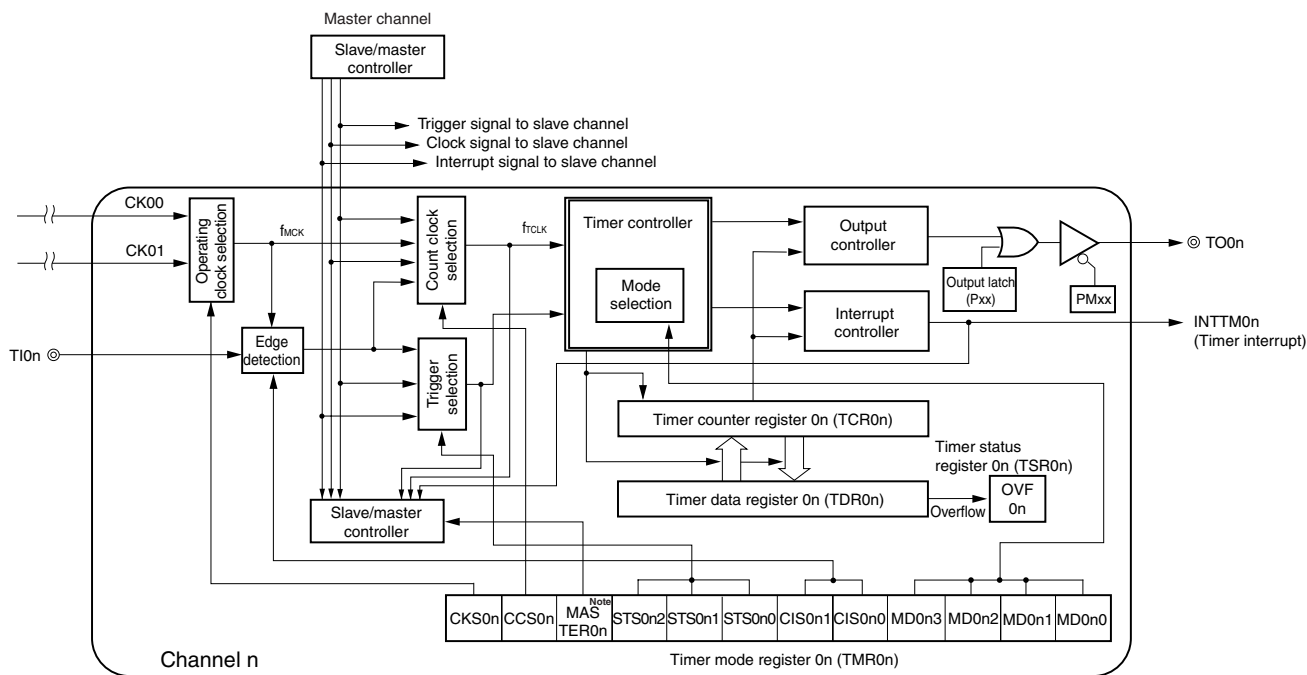 Master channel
Slave/master
controller
Trigger signal to slave channel
Clock signal to slave channel
Interrupt signal to slave channel
CK00
CK01
Operating
clock selection
fMCK
Count clock
selection
fTCLK
Timer controller
Mode
selection
Output
controller
Output latch
(Pxx)
PMxx
TO0n
Interrupt
controller
INTTM0n
(Timer interrupt)
TI0n
Edge
detection
Trigger
selection
Timer counter register 0n (TCR0n)
Timer status
register 0n (TSR0n)
Timer data register 0n (TDR0n)
Overflow
OVF
0n
Slave/master
controller
CKS0n
CCS0n
Note
MAS
TER0n
STS0n2
STS0n1
STS0n0
CIS0n1
CIS0n0
MD0n3
MD0n2
MD0n1
MD0n0
Channel n
Timer mode register 0n (TMR0n)